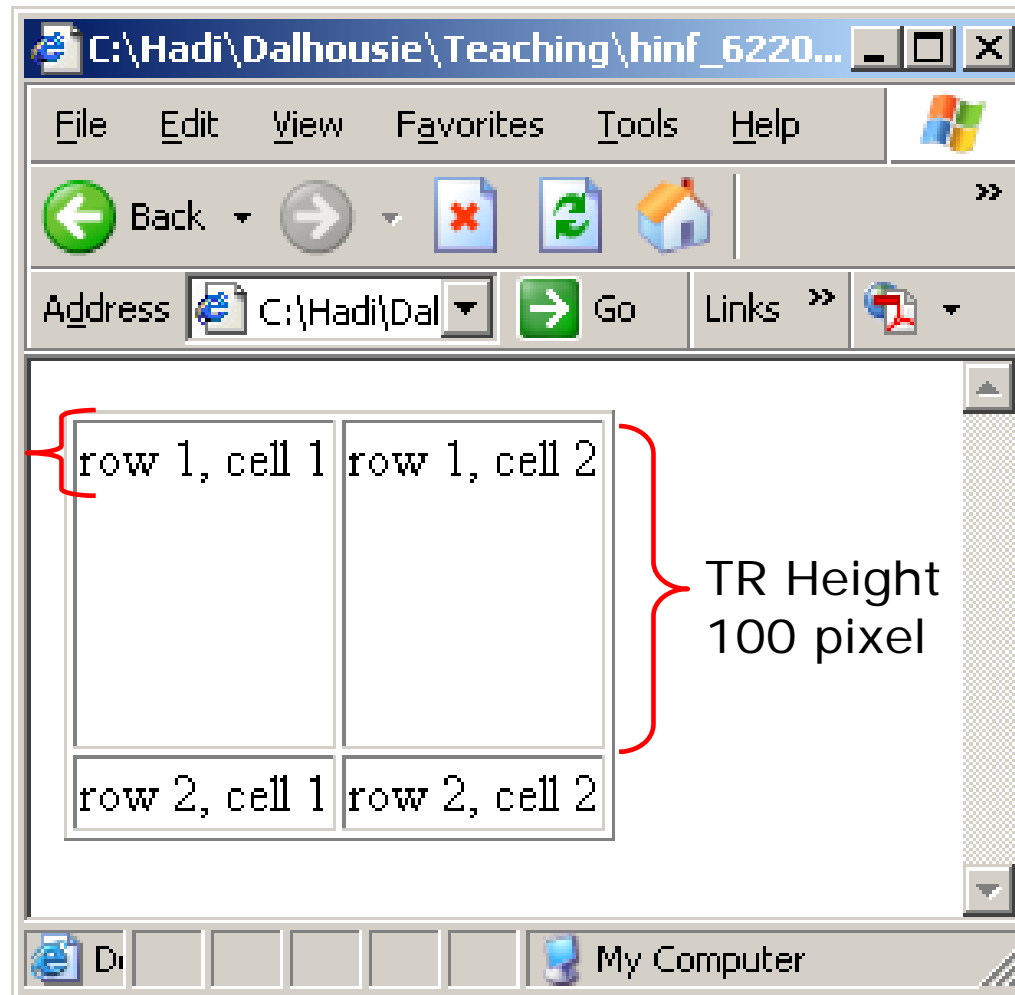 C:\Hadi\Dalhousie\Teaching\hinf_6220...
File Edit View Favorites Tools Help
Back »
Address C:\Hadi\Dal Go Links »
row 1, cell 1 row 1, cell 2
TR Height
100 pixel
row 2, cell 1 row 2, cell 2
My Computer